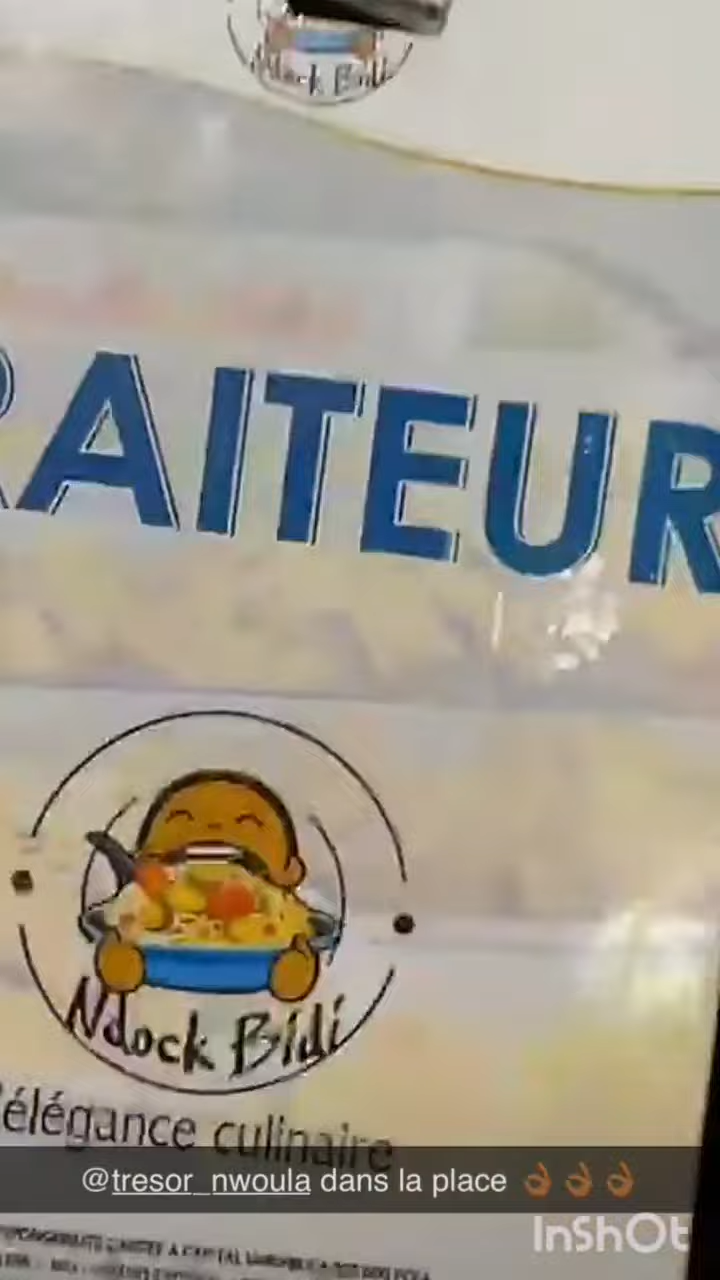 Ndock Bidi
RAITEUR
Ndock Bidi
l'élégance culinaire
@tresor_nwoula dans la place 👌🏾👌🏾👌🏾
InShOt